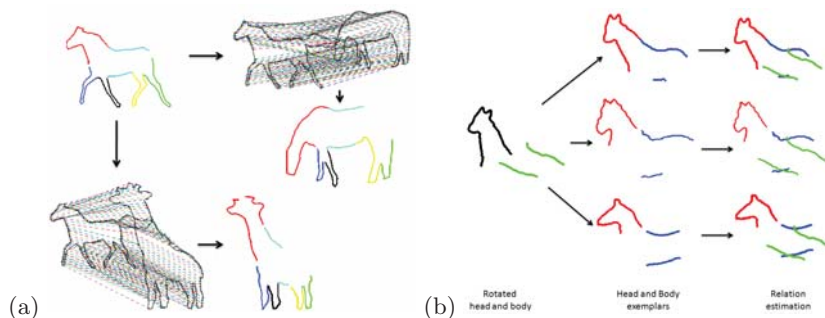 (a)
(b)
Rotated
head and body
Head and Body
exemplars
Relation
estimation